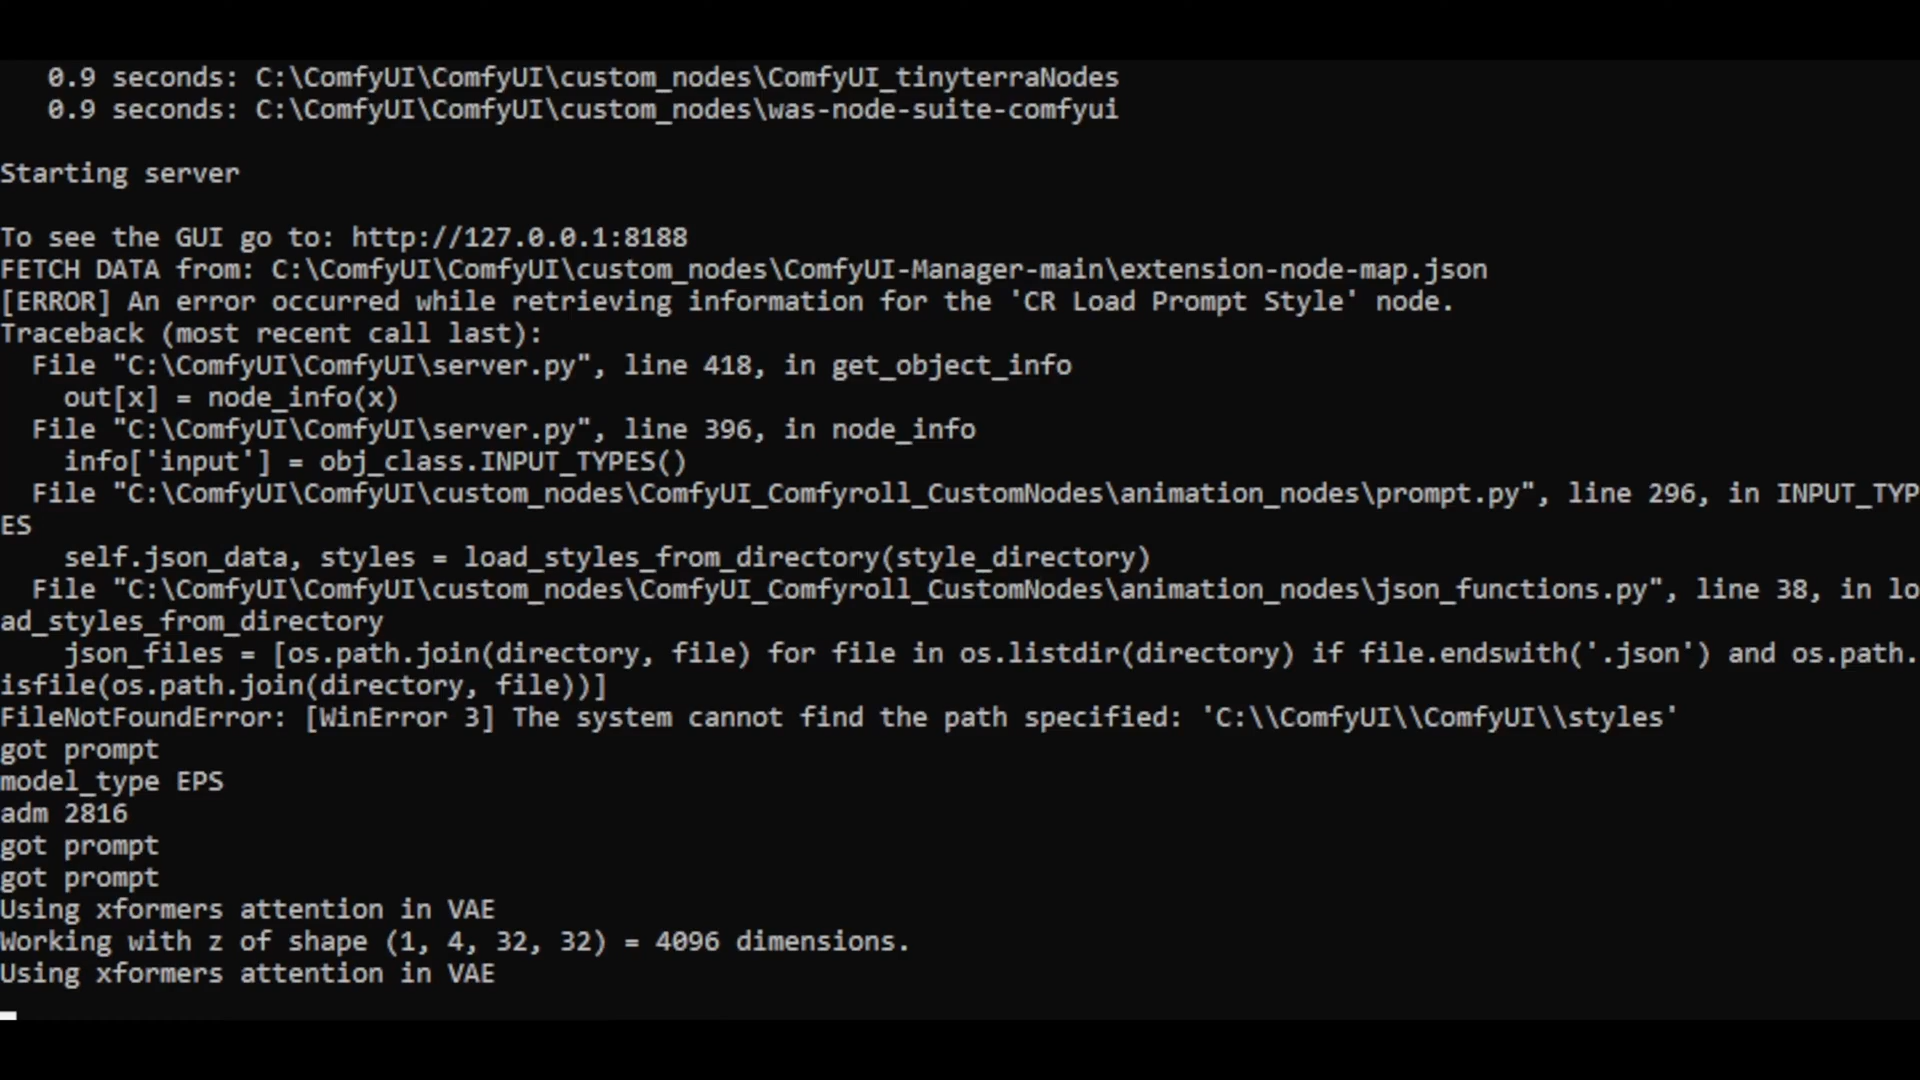 0.9 seconds: C:\ComfyUI\ComfyUI\custom_nodes\ComfyUI_tinyterraNodes
0.9 seconds: C:\ComfyUI\ComfyUI\custom_nodes\was-node-suite-comfyui
Starting server
To see the GUI go to: http://127.0.0.1:8188
FETCH DATA from: C:\ComfyUI\ComfyUI\custom_nodes\ComfyUI-Manager-main\extension-node-map.json
[ERROR] An error occurred while retrieving information for the 'CR Load Prompt Style' node.
Traceback (most recent call last):
File "C:\ComfyUI\ComfyUI\server.py", line 418, in get_object_info
out[x] = node_info(x)
File "C:\ComfyUI\ComfyUI\server.py", line 396, in node_info
info['input'] = obj_class.INPUT_TYPES()
File "C:\ComfyUI\ComfyUI\custom_nodes\ComfyUI_Comfyroll_CustomNodes\animation_nodes\prompt.py", line 296, in INPUT_TYP
ES
self.json_data, styles = load_styles_from_directory(style_directory)
File "C:\ComfyUI\ComfyUI\custom_nodes\ComfyUI_Comfyroll_CustomNodes\animation_nodes\json_functions.py", line 38, in lo
ad_styles_from_directory
json_files = [os.path.join(directory, file) for file in os.listdir(directory) if file.endswith('.json') and os.path.
isfile(os.path.join(directory, file))]
FileNotFoundError: [WinError 3] The system cannot find the path specified: 'C:\\ComfyUI\\ComfyUI\\styles'
got prompt
model_type EPS
adm 2816
got prompt
got prompt
Using xformers attention in VAE
Working with z of shape (1, 4, 32, 32) = 4096 dimensions.
Using xformers attention in VAE